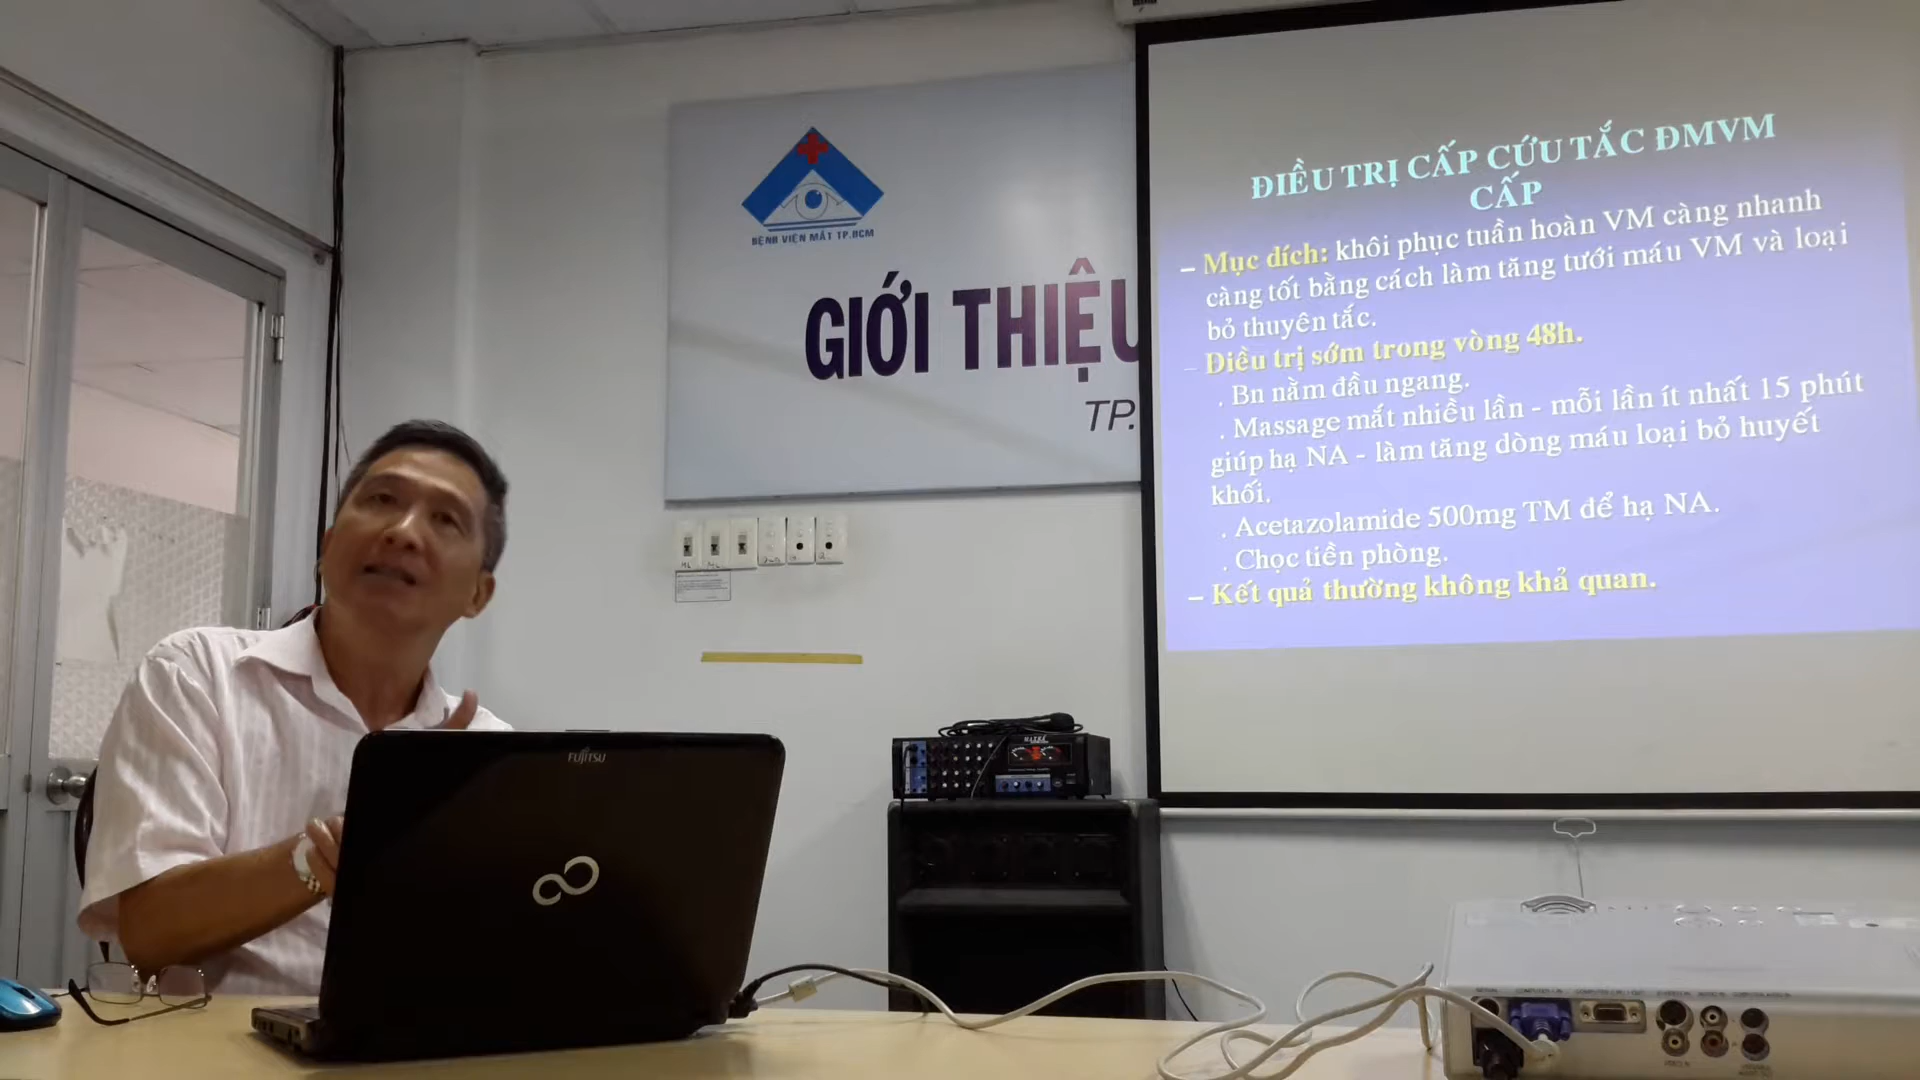 BỆNH VIỆN MẮT TP.HCM
GIỚI THIỆU
TP.
ĐIỀU TRỊ CẤP CỨU TẮC ĐMVM
CẤP
– Mục đích: khôi phục tuần hoàn VM càng nhanh
càng tốt bằng cách làm tăng tưới máu VM và loại
bỏ thuyên tắc.
– Điều trị sớm trong vòng 48h.
. Bn nằm đầu ngang.
. Massage mắt nhiều lần - mỗi lần ít nhất 15 phút
giúp hạ NA - làm tăng dòng máu loại bỏ huyết
khối.
. Acetazolamide 500mg TM để hạ NA.
. Chọc tiền phòng.
– Kết quả thường không khả quan.
FUJITSU